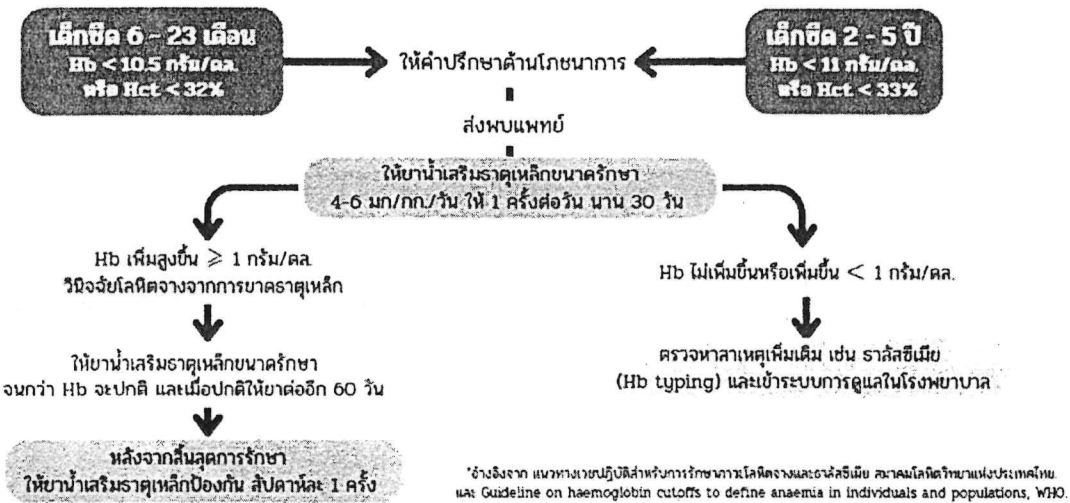 เด็กซีด 6 - 23 เดือน
Hb < 10.5 กรัม/ดล.
หรือ Hct < 32%
ให้คำปรึกษาด้านโภชนาการ
เด็กซีด 2 - 5 ปี
Hb < 11 กรัม/ดล.
หรือ Hct < 33%
ส่งพบแพทย์
ให้ยาน้ำเสริมธาตุเหล็กขนาดรักษา
4-6 มก/กก./วัน ให้ 1 ครั้งต่อวัน นาน 30 วัน
Hb เพิ่มสูงขึ้น ⩾ 1 กรัม/ดล.
วินิจฉัยโลหิตจางจากการขาดธาตุเหล็ก
Hb ไม่เพิ่มขึ้นหรือเพิ่มขึ้น < 1 กรัม/ดล.
ให้ยาน้ำเสริมธาตุเหล็กขนาดรักษา
จนกว่า Hb จะปกติ และเมื่อปกติให้ยาต่ออีก 60 วัน
ตรวจหาสาเหตุเพิ่มเติม เช่น ธาลัสซีเมีย
(Hb typing) และเข้าระบบการดูแลในโรงพยาบาล
หลังจากสิ้นสุดการรักษา
ให้ยาน้ำเสริมธาตุเหล็กป้องกัน สัปดาห์ละ 1 ครั้ง
*อ้างอิงจาก แนวทางเวชปฏิบัติสำหรับการรักษาภาวะโลหิตจางและธาลัสซีเมีย สมาคมโลหิตวิทยาแห่งประเทศไทย
และ Guideline on haemoglobin cutoffs to define anaemia in individuals and populations, WHO.